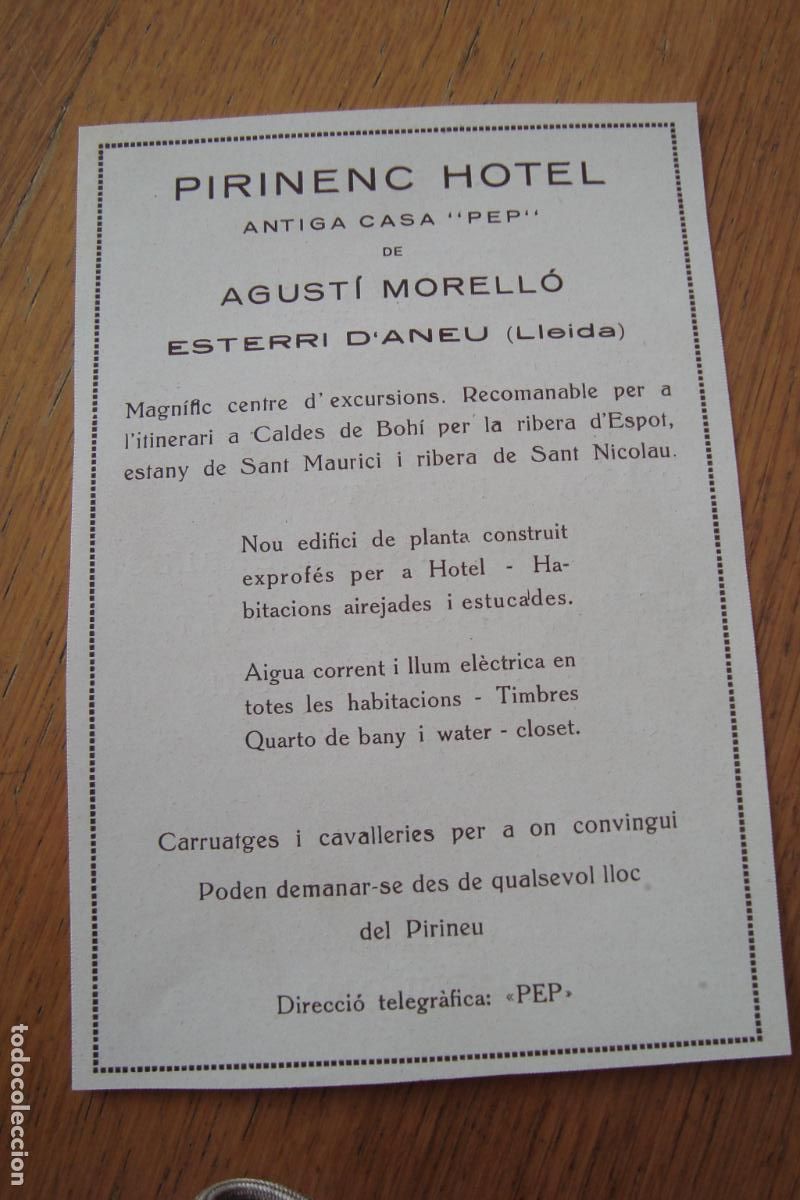 PIRINENC HOTEL
ANTIGA CASA "PEP"
DE
AGUSTÍ MORELLÓ
ESTERRI D'ANEU (Lleida)
Magnífic centre d'excursions. Recomanable per a
l'itinerari a Caldes de Bohí per la ribera d'Espot,
estany de Sant Maurici i ribera de Sant Nicolau.
Nou edifici de planta construit
exprofés per a Hotel - Ha-
bitacions airejades i estucades.
Aigua corrent i llum elèctrica en
totes les habitacions - Timbres
Quarto de bany i water - closet.
Carruatges i cavalleries per a on convingui
Poden demanar-se des de qualsevol lloc
del Pirineu
Direcció telegràfica: «PEP»
todocoleccion